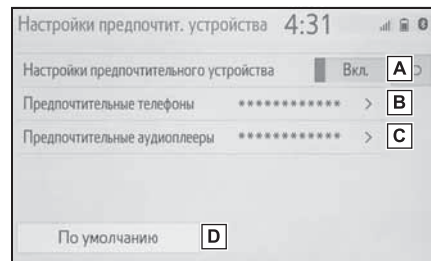 Настройки предпочтит. устройства 4:31
Настройки предпочтительного устройства Вкл. A
Предпочтительные телефоны ************ > B
Предпочтительные аудиоплееры ************ > C
По умолчанию D